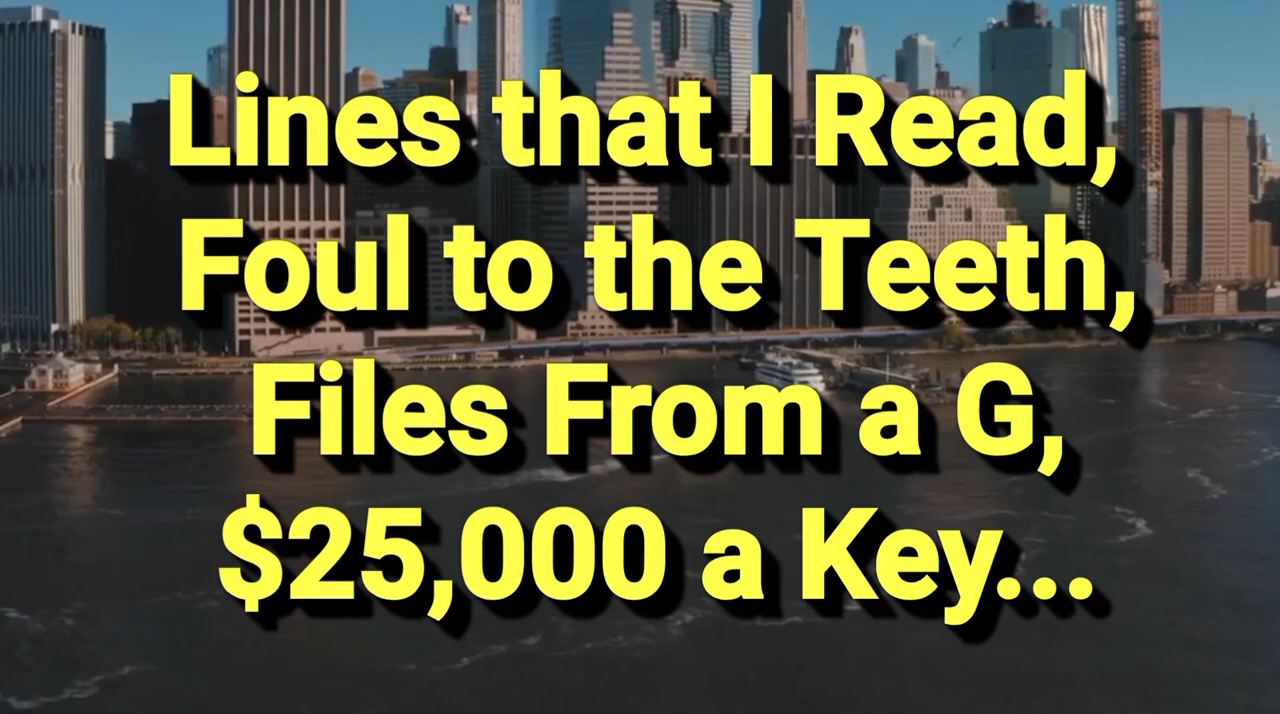 Lines that I Read,
Foul to the Teeth,
Files From a G,
$25,000 a Key...